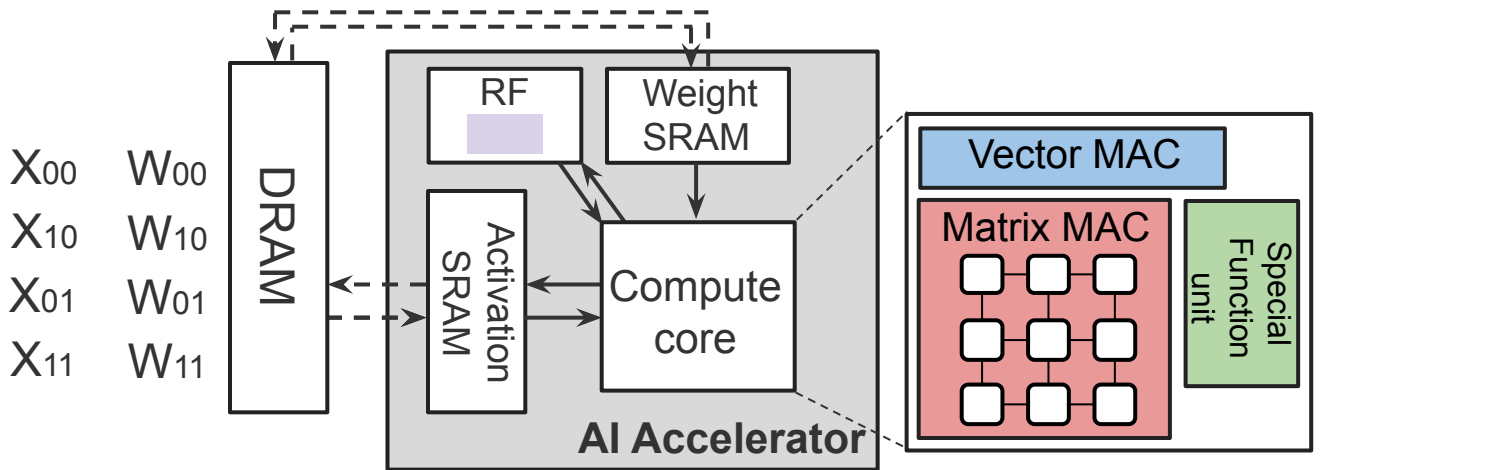 X00 W00
X10 W10
X01 W01
X11 W11
DRAM
RF
Weight
SRAM
Activation
SRAM
Compute
core
AI Accelerator
Vector MAC
Matrix MAC
Special
Function
unit